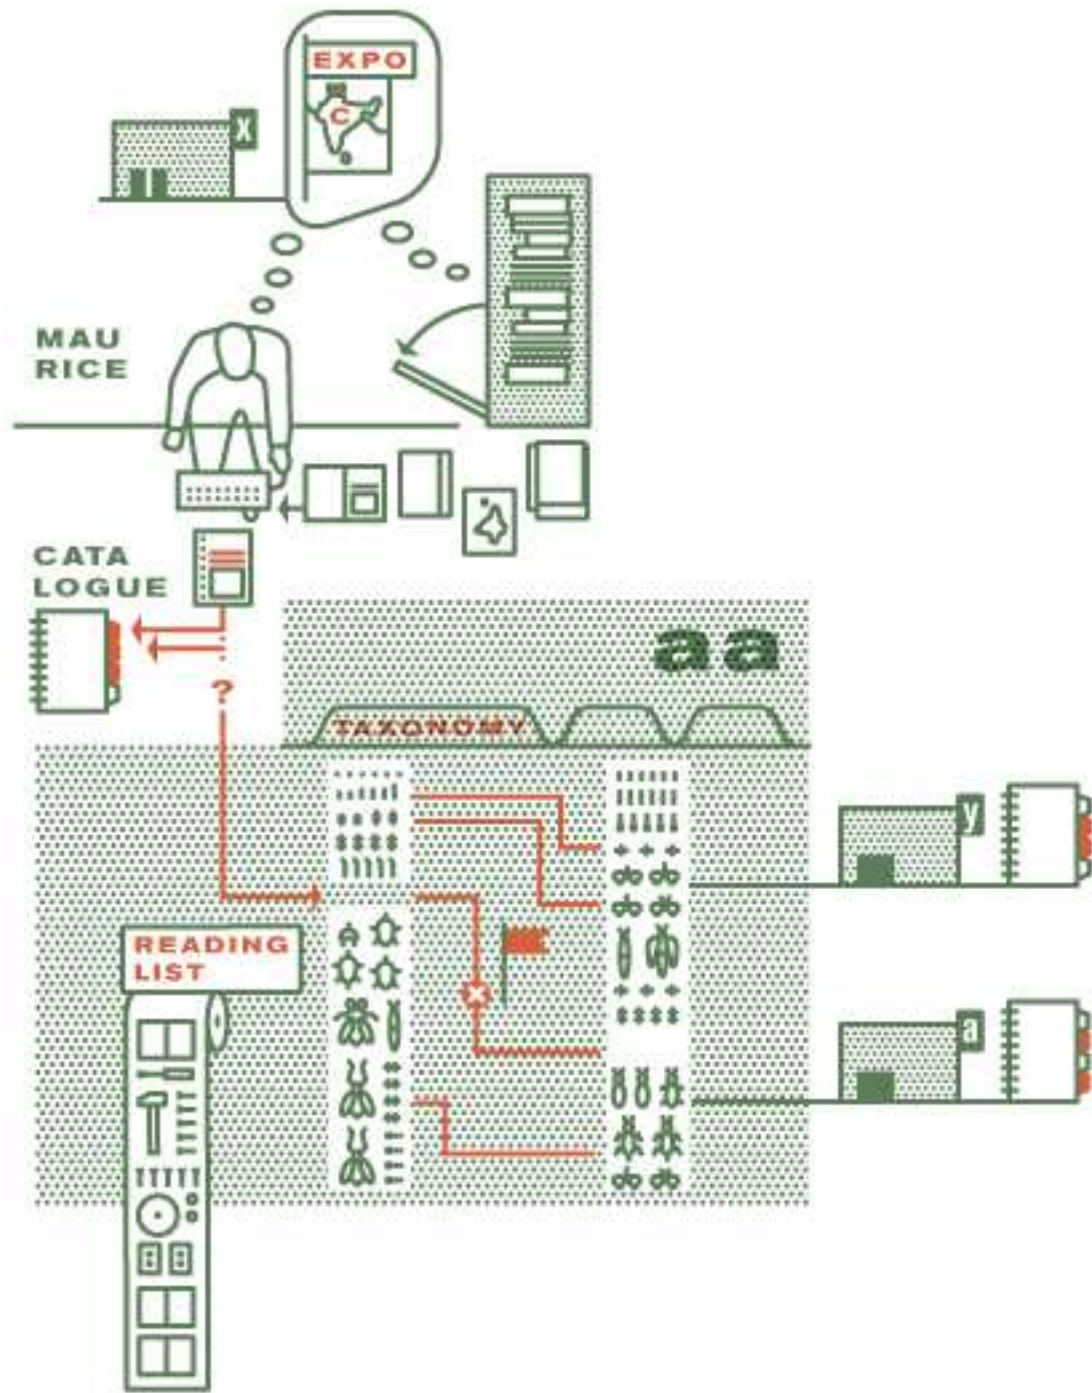 EXPO
C
X
MAU
RICE
CATA
LOGUE
?
aa
TAXONOMY
y
READING
LIST
a